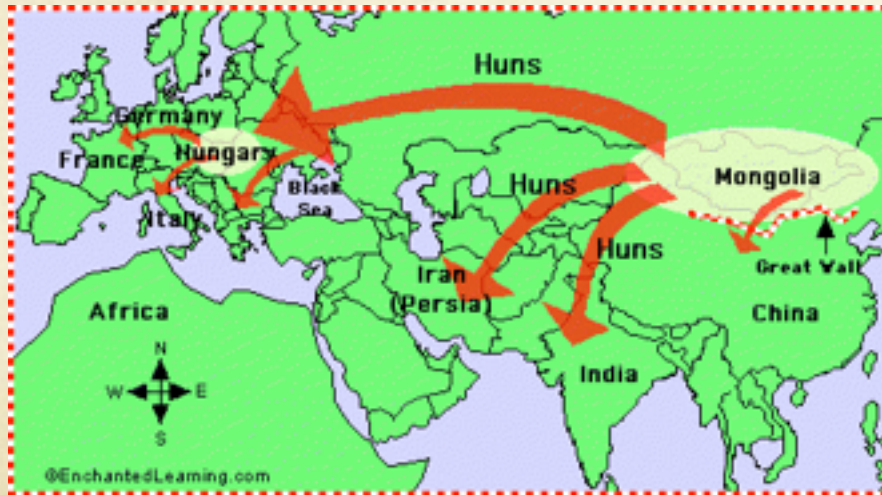 Huns
Germany
France
Hungary
Black
Sea
Italy
Huns
Mongolia
Huns
Great Wall
Iran
(Persia)
Africa
China
India
N
W
E
S
©EnchantedLearning.com